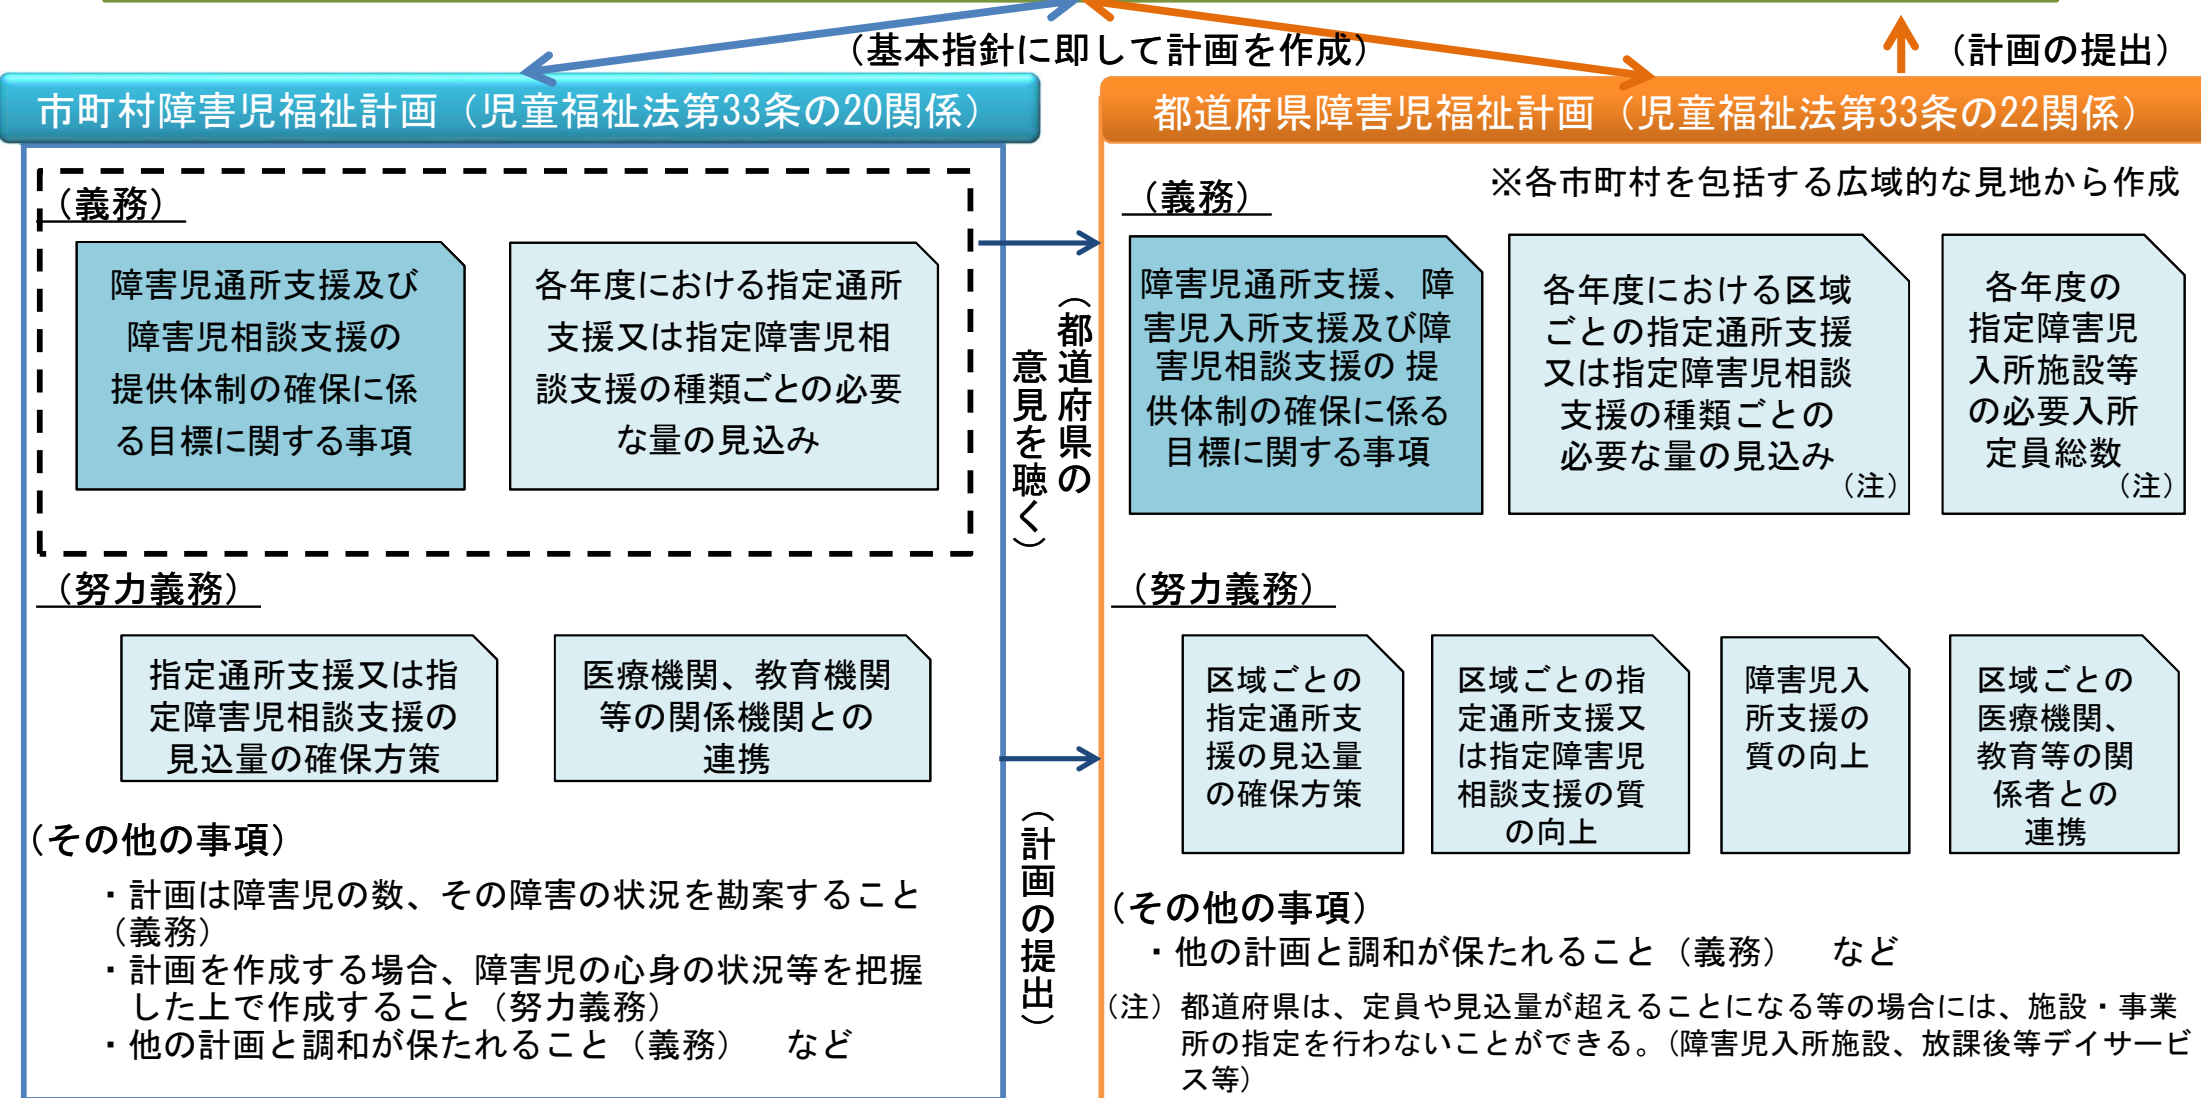 （基本指針に即して計画を作成）
（計画の提出）
市町村障害児福祉計画（児童福祉法第33条の20関係）
（義務）
障害児通所支援及び
障害児相談支援の
提供体制の確保に係
る目標に関する事項
各年度における指定通所
支援又は指定障害児相
談支援の種類ごとの必要
な量の見込み
（努力義務）
指定通所支援又は指
定障害児相談支援の
見込量の確保方策
医療機関、教育機関
等の関係機関との
連携
（その他の事項）
・計画は障害児の数、その障害の状況を勘案すること
（義務）
・計画を作成する場合、障害児の心身の状況等を把握
した上で作成すること（努力義務）
・他の計画と調和が保たれること（義務）　など
（都道府県の
意見を聴く）
（計画の提出）
都道府県障害児福祉計画（児童福祉法第33条の22関係）
※各市町村を包括する広域的な見地から作成
（義務）
障害児通所支援、障
害児入所支援及び障
害児相談支援の 提
供体制の確保に係る
目標に関する事項
各年度における区域
ごとの指定通所支援
又は指定障害児相談
支援の種類ごとの
必要な量の見込み
（注）
各年度の
指定障害児
入所施設等
の必要入所
定員総数
（注）
（努力義務）
区域ごとの
指定通所支
援の見込量
の確保方策
区域ごとの指
定通所支援又
は指定障害児
相談支援の質
の向上
障害児入
所支援の
質の向上
区域ごとの
医療機関、
教育等の関
係者との
連携
（その他の事項）
・他の計画と調和が保たれること（義務）　など
（注）都道府県は、定員や見込量が超えることになる等の場合には、施設・事業
所の指定を行わないことができる。（障害児入所施設、放課後等デイサービ
ス等）